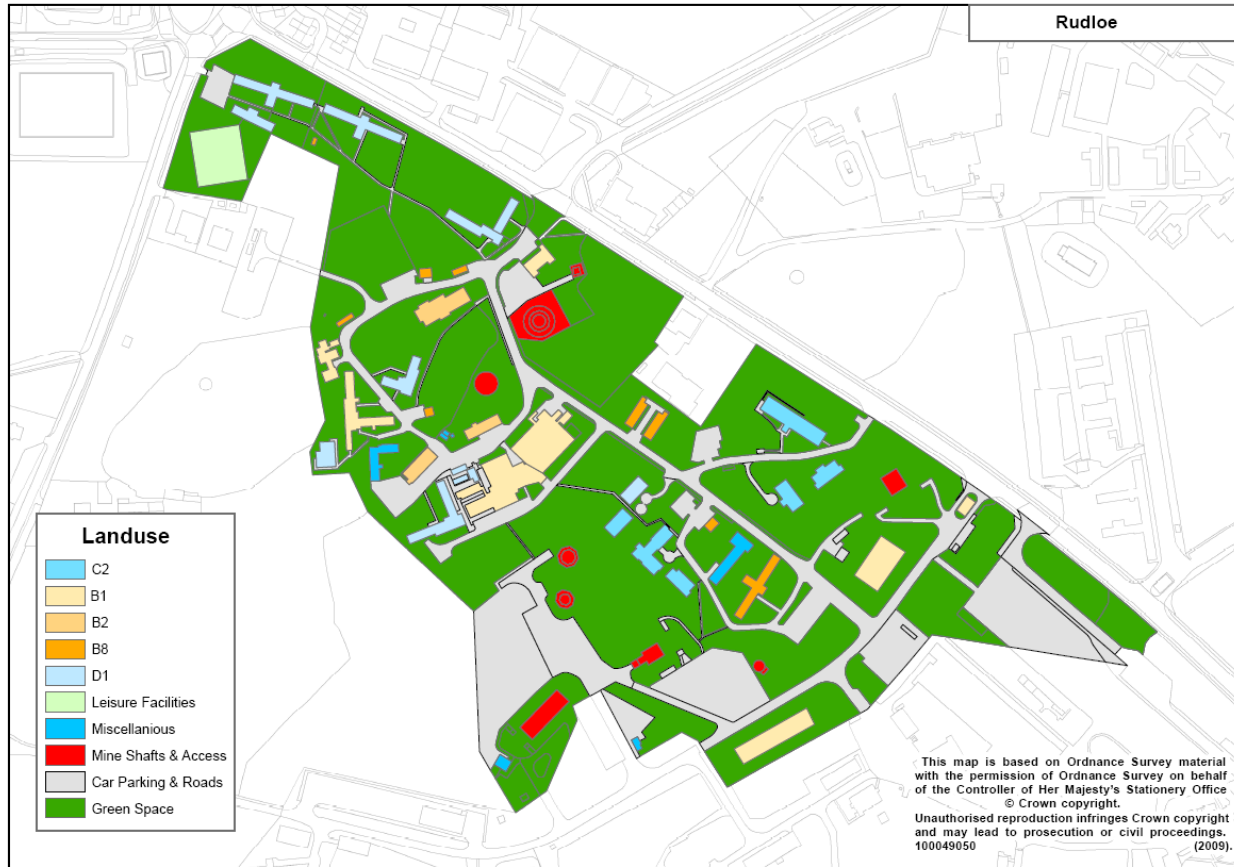 Rudloe
Landuse
C2
B1
B2
B8
D1
Leisure Facilities
Miscellanious
Mine Shafts & Access
Car Parking & Roads
Green Space
This map is based on Ordnance Survey material
with the permission of Ordnance Survey on behalf
of the Controller of Her Majesty's Stationery Office
© Crown copyright.
Unauthorised reproduction infringes Crown copyright
and may lead to prosecution or civil proceedings.
100049050 (2009).